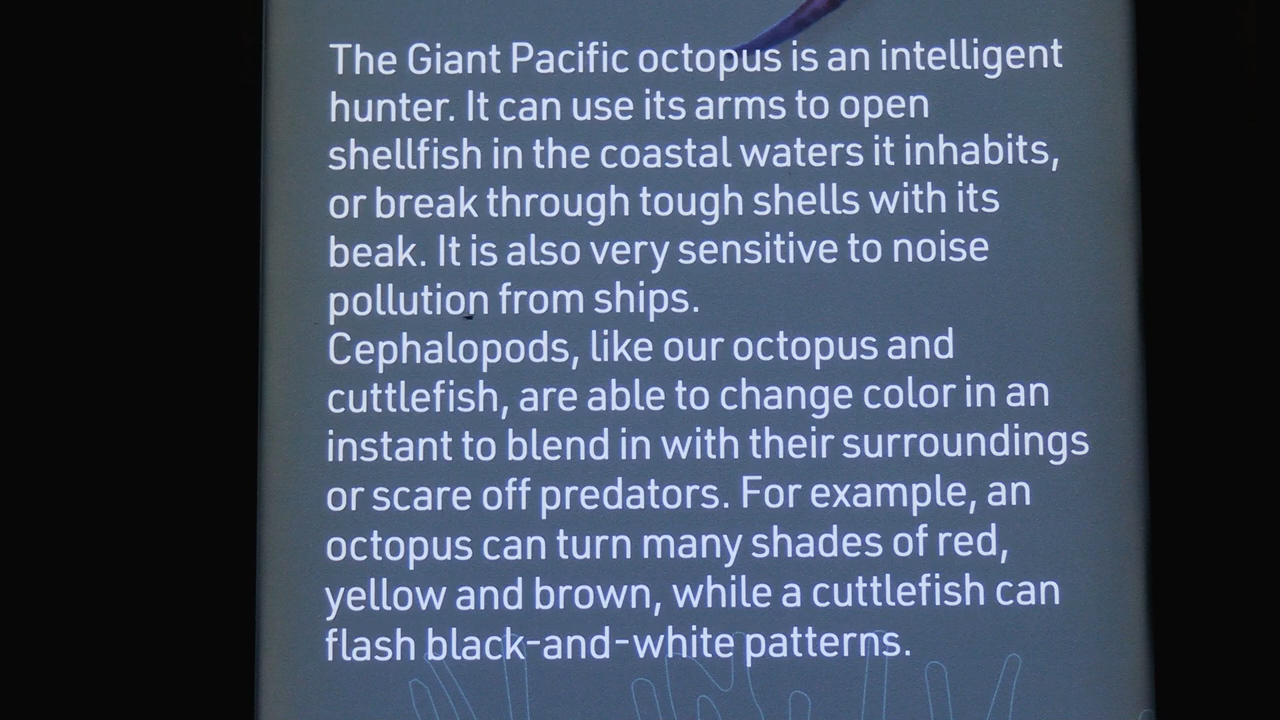 The Giant Pacific octopus is an intelligent
hunter. It can use its arms to open
shellfish in the coastal waters it inhabits,
or break through tough shells with its
beak. It is also very sensitive to noise
pollution from ships.
Cephalopods, like our octopus and
cuttlefish, are able to change color in an
instant to blend in with their surroundings
or scare off predators. For example, an
octopus can turn many shades of red,
yellow and brown, while a cuttlefish can
flash black-and-white patterns.